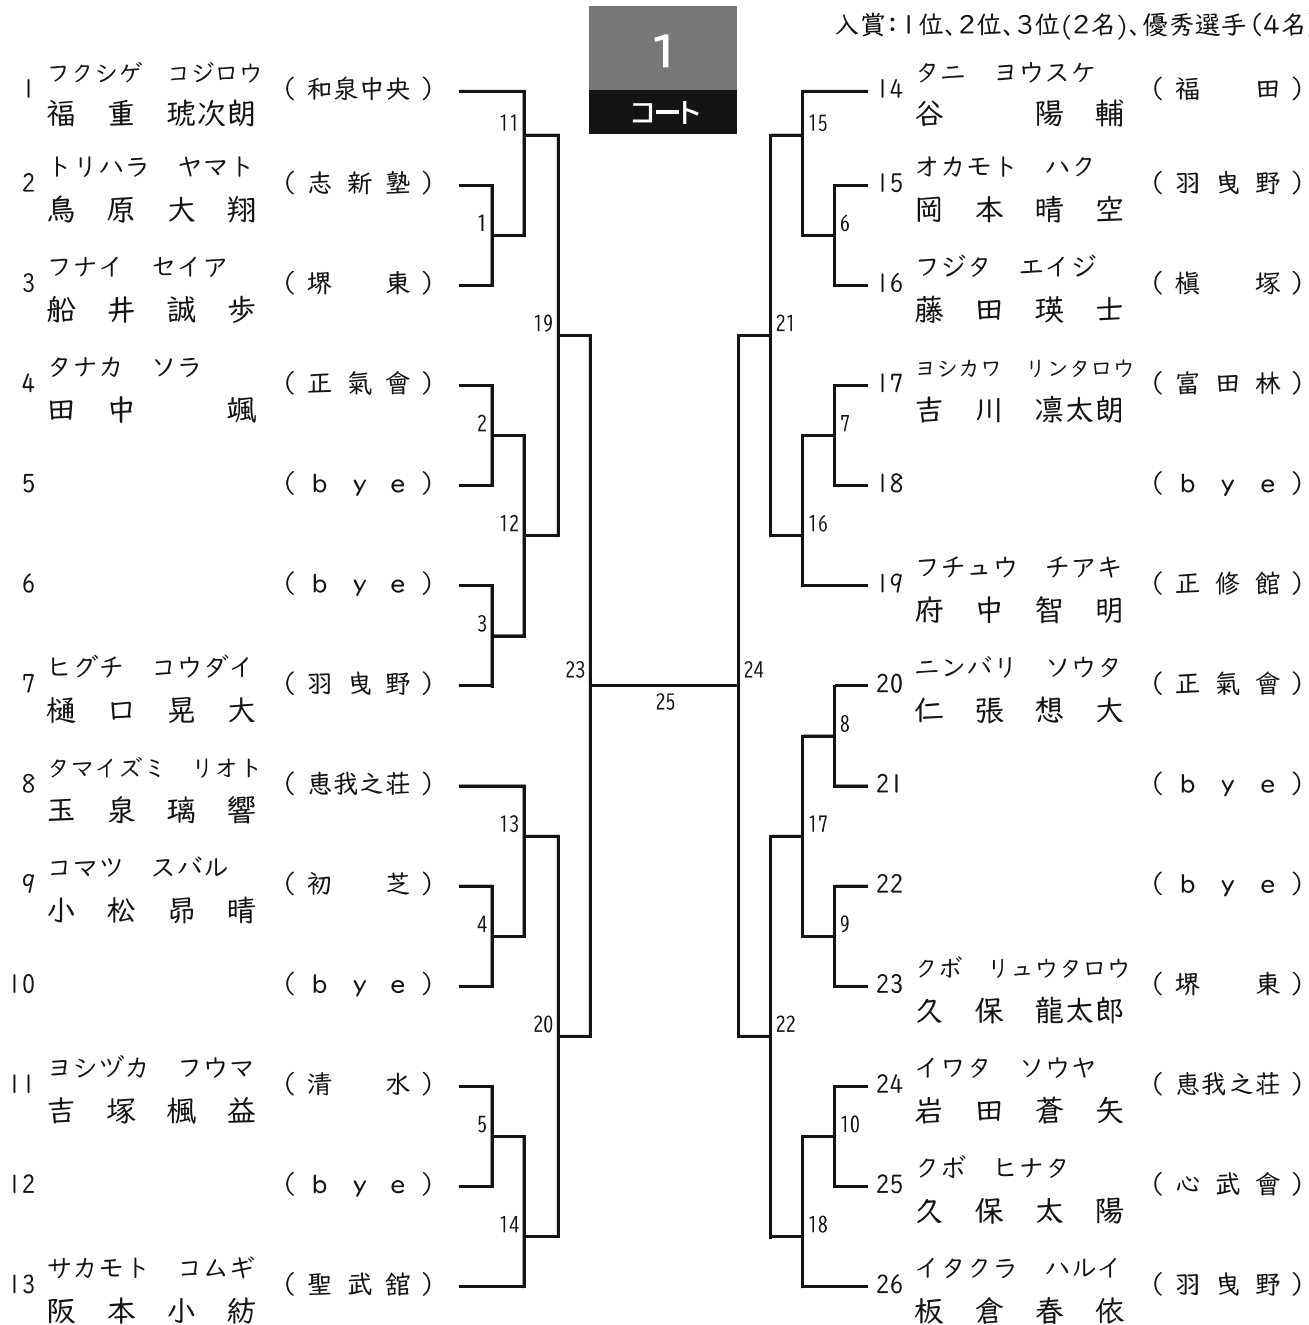 1
コート
入賞：1位、2位、3位(2名)、優秀選手(4名)
1 フクシゲ コジロウ
福重 琥次朗 (和泉中央)
2 トリハラ ヤマト
鳥原 大翔 (志新塾)
3 フナイ セイア
船井 誠歩 (堺東)
4 タナカ ソラ
田中 颯 (正氣會)
5 (bye)
6 (bye)
7 ヒグチ コウダイ
樋口 晃大 (羽曳野)
8 タマイズミ リオト
玉泉 璃響 (恵我之荘)
9 コマツ スバル
小松 昴晴 (初芝)
10 (bye)
11 ヨシヅカ フウマ
吉塚 楓益 (清水)
12 (bye)
13 サカモト コムギ
阪本 小紡 (聖武舘)
11
1
19
2
12
3
23
13
4
20
5
14
25
15
6
21
7
16
24
8
17
9
22
10
18
14 タニ ヨウスケ
谷 陽輔 (福田)
15 オカモト ハク
岡本 晴空 (羽曳野)
16 フジタ エイジ
藤田 瑛士 (槇塚)
17 ヨシカワ リンタロウ
吉川 凛太朗 (富田林)
18 (bye)
19 フチュウ チアキ
府中 智明 (正修館)
20 ニンバリ ソウタ
仁張 想大 (正氣會)
21 (bye)
22 (bye)
23 クボ リュウタロウ
久保 龍太郎 (堺東)
24 イワタ ソウヤ
岩田 蒼矢 (恵我之荘)
25 クボ ヒナタ
久保 太陽 (心武會)
26 イタクラ ハルイ
板倉 春依 (羽曳野)